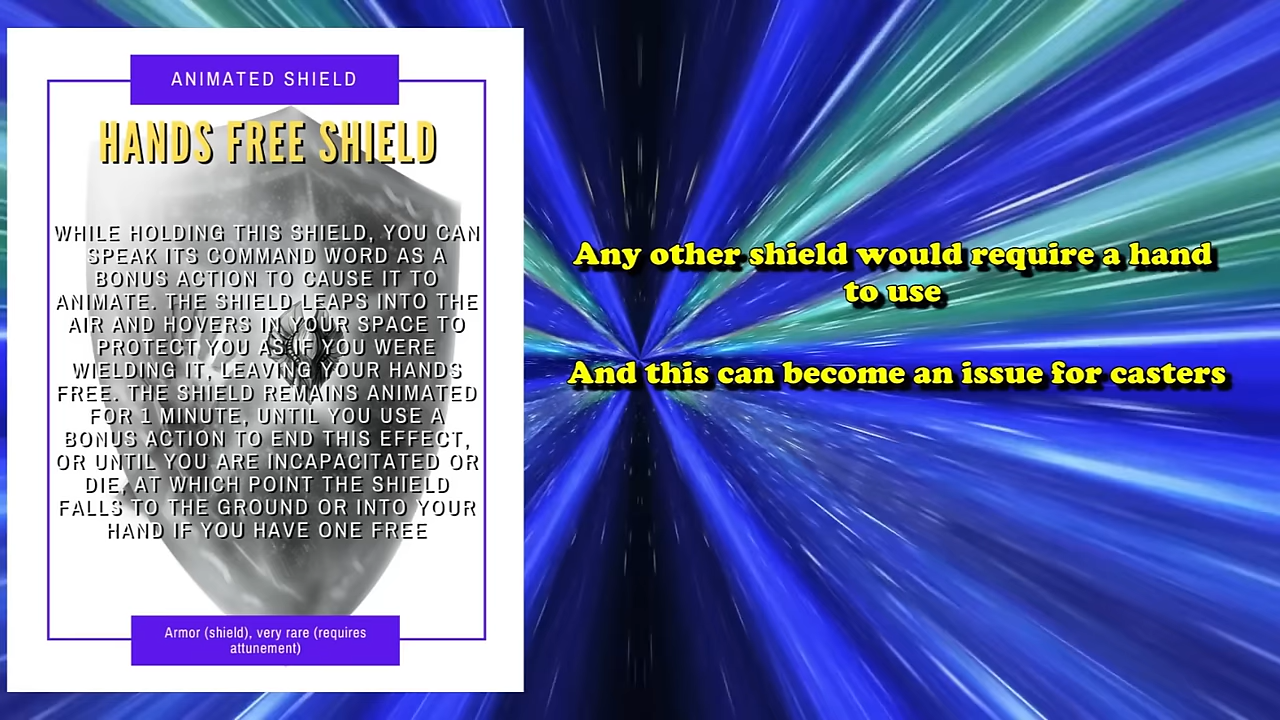 ANIMATED SHIELD
HANDS FREE SHIELD
WHILE HOLDING THIS SHIELD, YOU CAN
SPEAK ITS COMMAND WORD AS A
BONUS ACTION TO CAUSE IT TO
ANIMATE. THE SHIELD LEAPS INTO THE
AIR AND HOVERS IN YOUR SPACE TO
PROTECT YOU AS IF YOU WERE
WIELDING IT, LEAVING YOUR HANDS
FREE. THE SHIELD REMAINS ANIMATED
FOR 1 MINUTE, UNTIL YOU USE A
BONUS ACTION TO END THIS EFFECT,
OR UNTIL YOU ARE INCAPACITATED OR
DIE, AT WHICH POINT THE SHIELD
FALLS TO THE GROUND OR INTO YOUR
HAND IF YOU HAVE ONE FREE
Armor (shield), very rare (requires
attunement)
Any other shield would require a hand
to use
And this can become an issue for casters